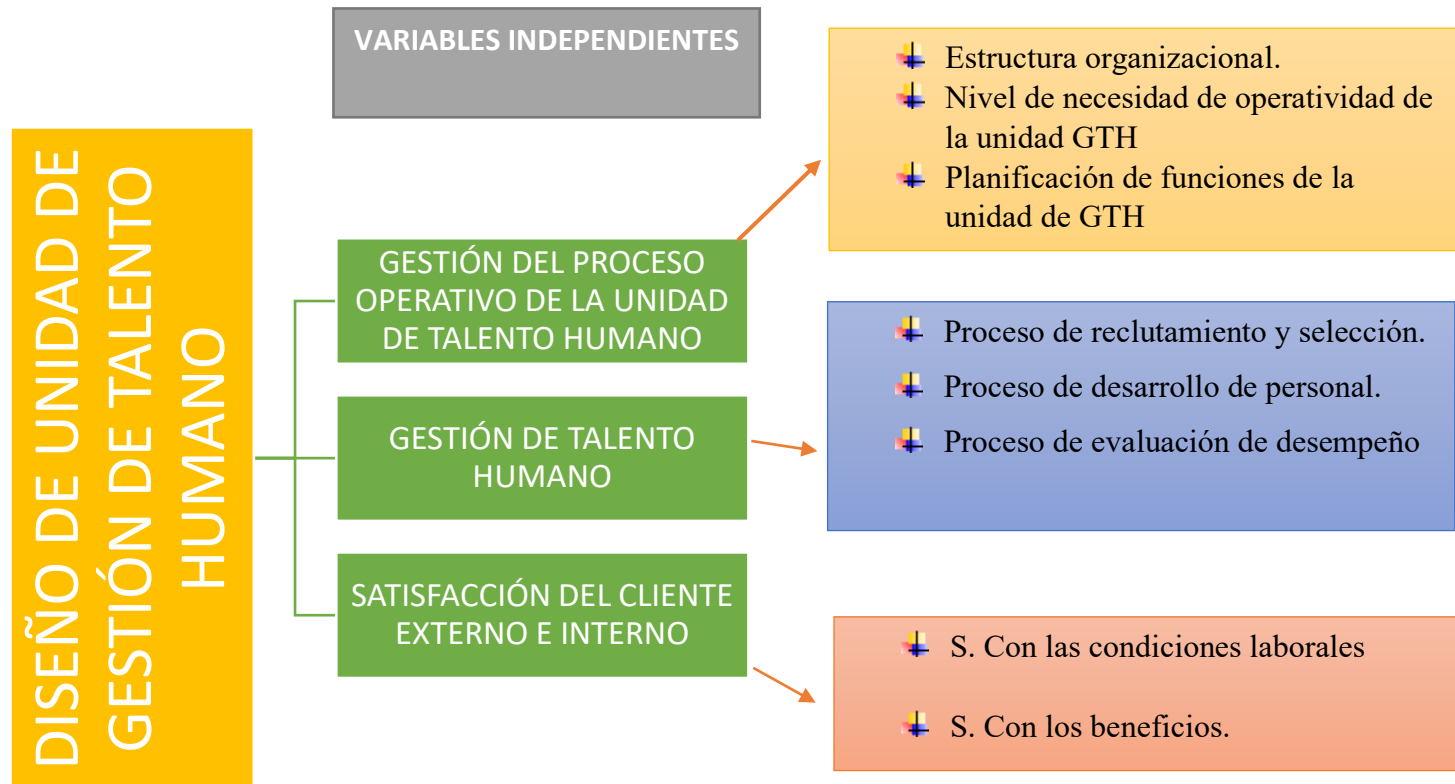 VARIABLES INDEPENDIENTES
DISEÑO DE UNIDAD DE
GESTIÓN DE TALENTO
HUMANO
GESTIÓN DEL PROCESO
OPERATIVO DE LA UNIDAD
DE TALENTO HUMANO
Estructura organizacional.
Nivel de necesidad de operatividad de
la unidad GTH
Planificación de funciones de la
unidad de GTH
GESTIÓN DE TALENTO
HUMANO
Proceso de reclutamiento y selección.
Proceso de desarrollo de personal.
Proceso de evaluación de desempeño
SATISFACCIÓN DEL CLIENTE
EXTERNO E INTERNO
S. Con las condiciones laborales
S. Con los beneficios.